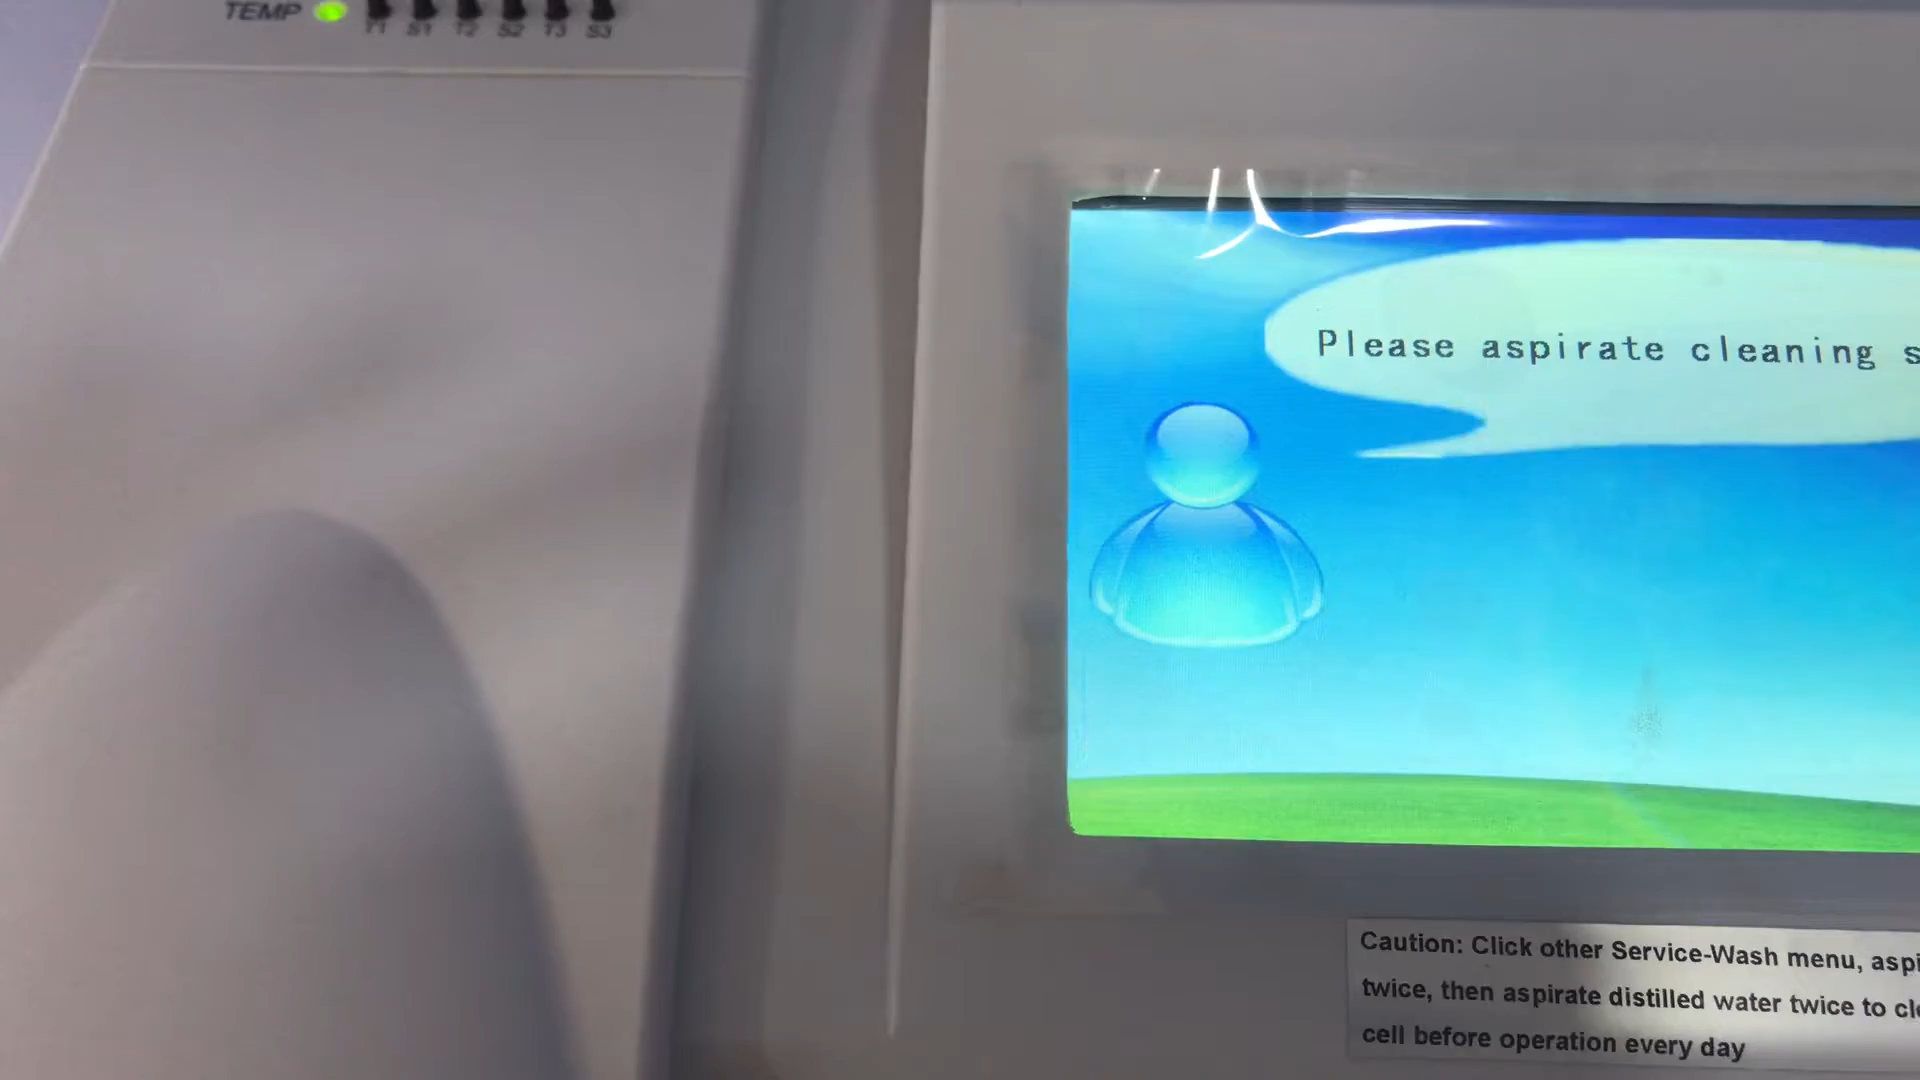 TEMP
T1 S1 T2 S2 T3 S3
Please aspirate cleaning s
Caution: Click other Service-Wash menu, aspi
twice, then aspirate distilled water twice to cle
cell before operation every day